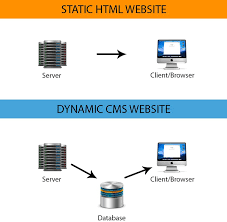 STATIC HTML WEBSITE
Server
Client/Browser
DYNAMIC CMS WEBSITE
Server
Client/Browser
Database